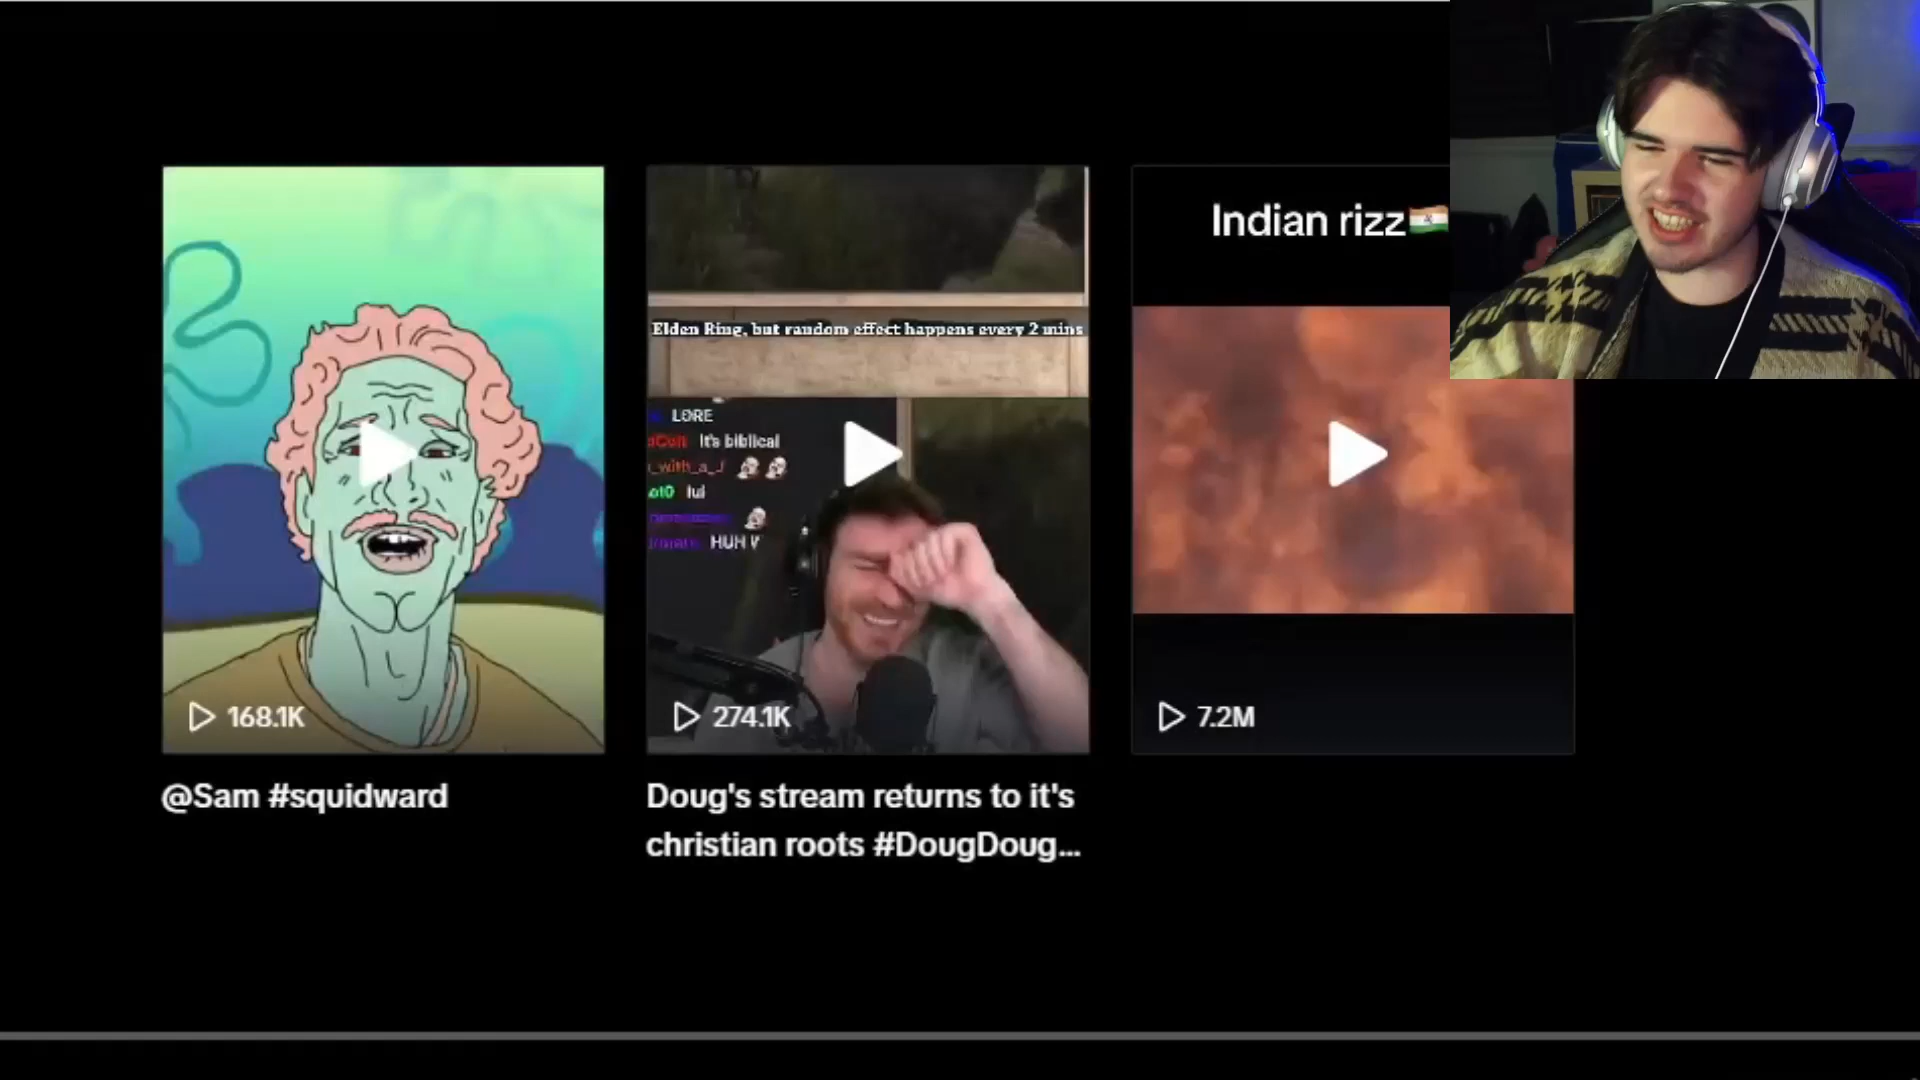 Indian rizz🇮🇳
Elden Ring, but random effect happens every 2 mins
LORE
It's biblical
_with_a_J
lul
HUH
168.1K
274.1K
7.2M
@Sam #squidward
Doug's stream returns to it's
christian roots #DougDoug...